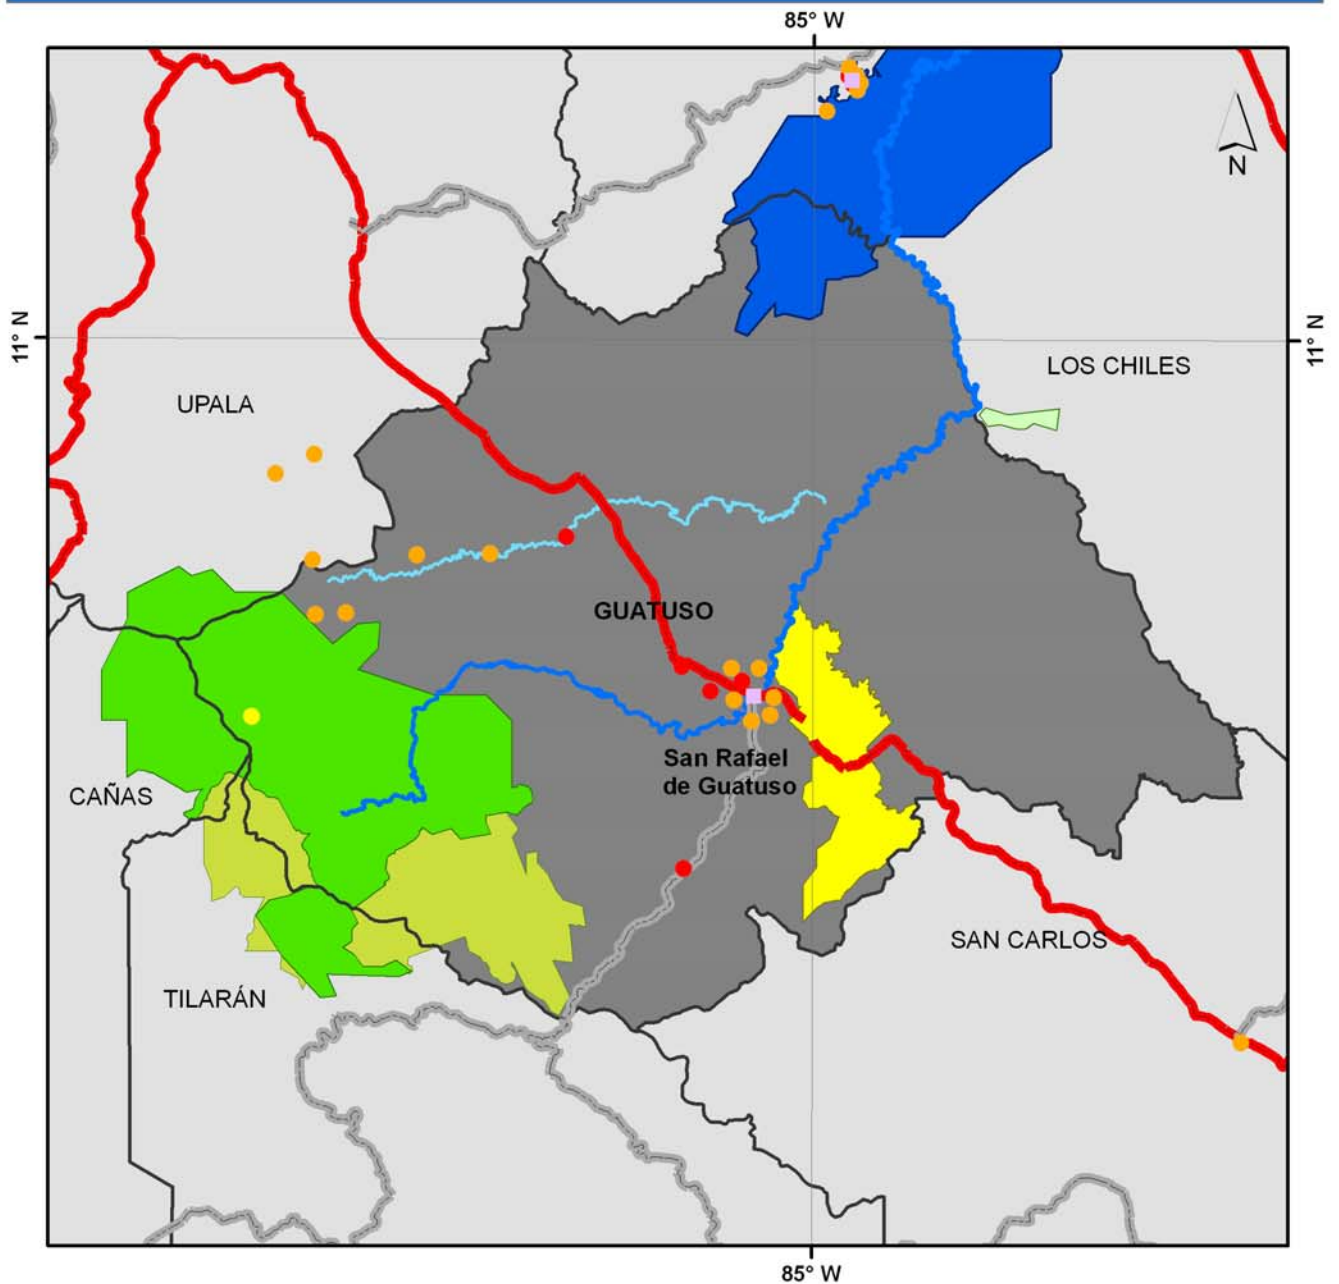 85° W
N
11° N
11° N
LOS CHILES
UPALA
GUATUSO
San Rafael
de Guatuso
CAÑAS
SAN CARLOS
TILARÁN
85° W